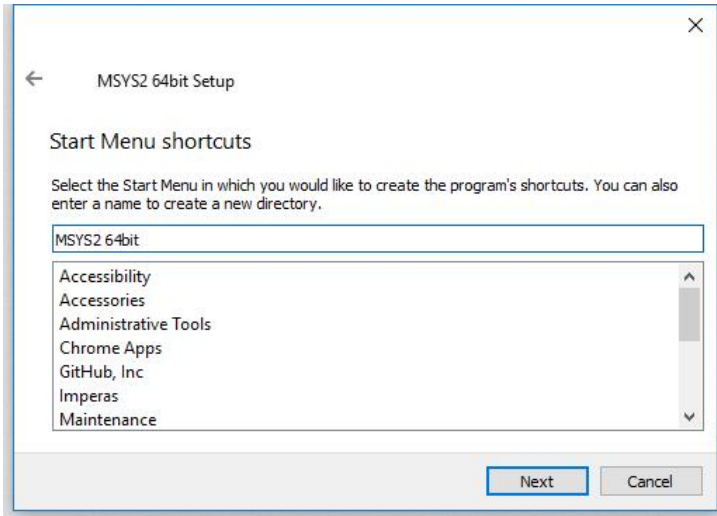 MSYS2 64bit Setup
Start Menu shortcuts
Select the Start Menu in which you would like to create the program's shortcuts. You can also
enter a name to create a new directory.
MSYS2 64bit
Accessibility
Accessories
Administrative Tools
Chrome Apps
GitHub, Inc
Imperas
Maintenance
Next Cancel